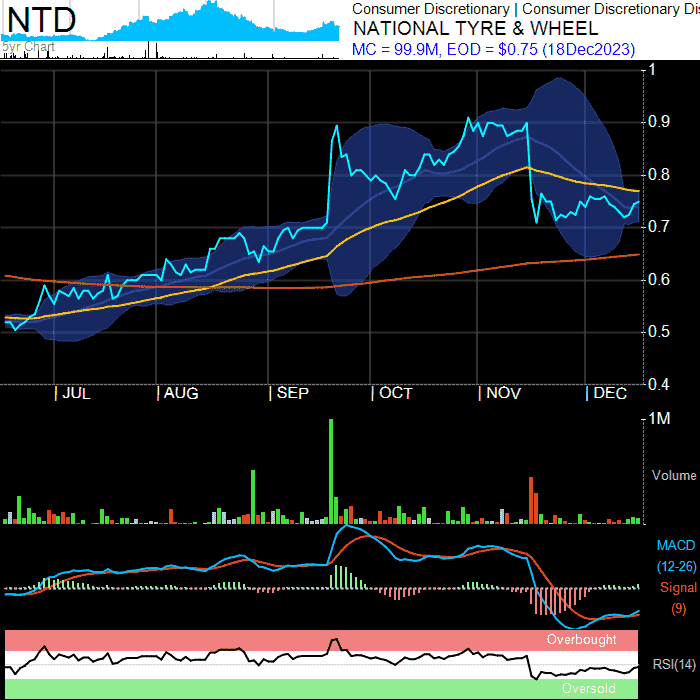 NTD
5yr Chart
Consumer Discretionary | Consumer Discretionary Dis
NATIONAL TYRE & WHEEL
MC = 99.9M, EOD = $0.75 (18Dec2023)
1
0.9
0.8
0.7
0.6
0.5
0.4
JUL AUG SEP OCT NOV DEC
1M
Volume
MACD
(12-26)
Signal
(9)
Overbought
RSI(14)
Oversold